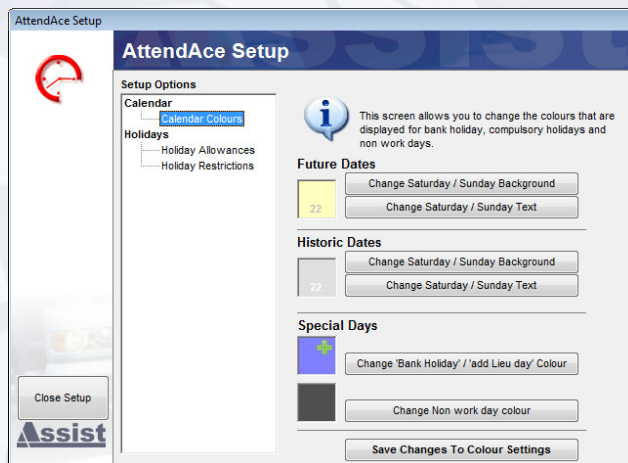 AttendAce Setup
AttendAce Setup
Setup Options
Calendar
Calendar Colours
Holidays
Holiday Allowances
Holiday Restrictions
This screen allows you to change the colours that are
displayed for bank holiday, compulsory holidays and
non work days.
Future Dates
22
Change Saturday / Sunday Background
Change Saturday / Sunday Text
Historic Dates
22
Change Saturday / Sunday Background
Change Saturday / Sunday Text
Special Days
Change 'Bank Holiday' / 'add Lieu day' Colour
Change Non work day colour
Save Changes To Colour Settings
Close Setup
Assist
Assist